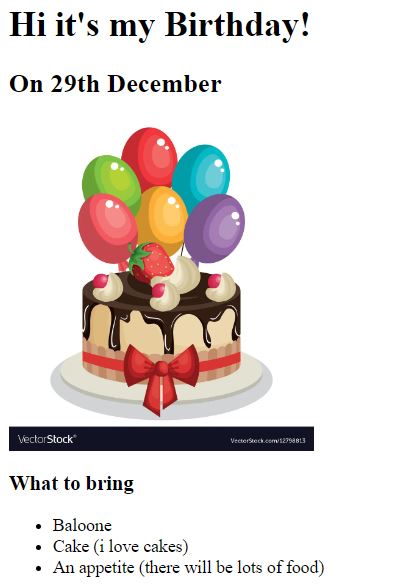 Hi it's my Birthday!
On 29th December
VectorStock® VectorStock.com/12798813
What to bring
Baloone
Cake (i love cakes)
An appetite (there will be lots of food)